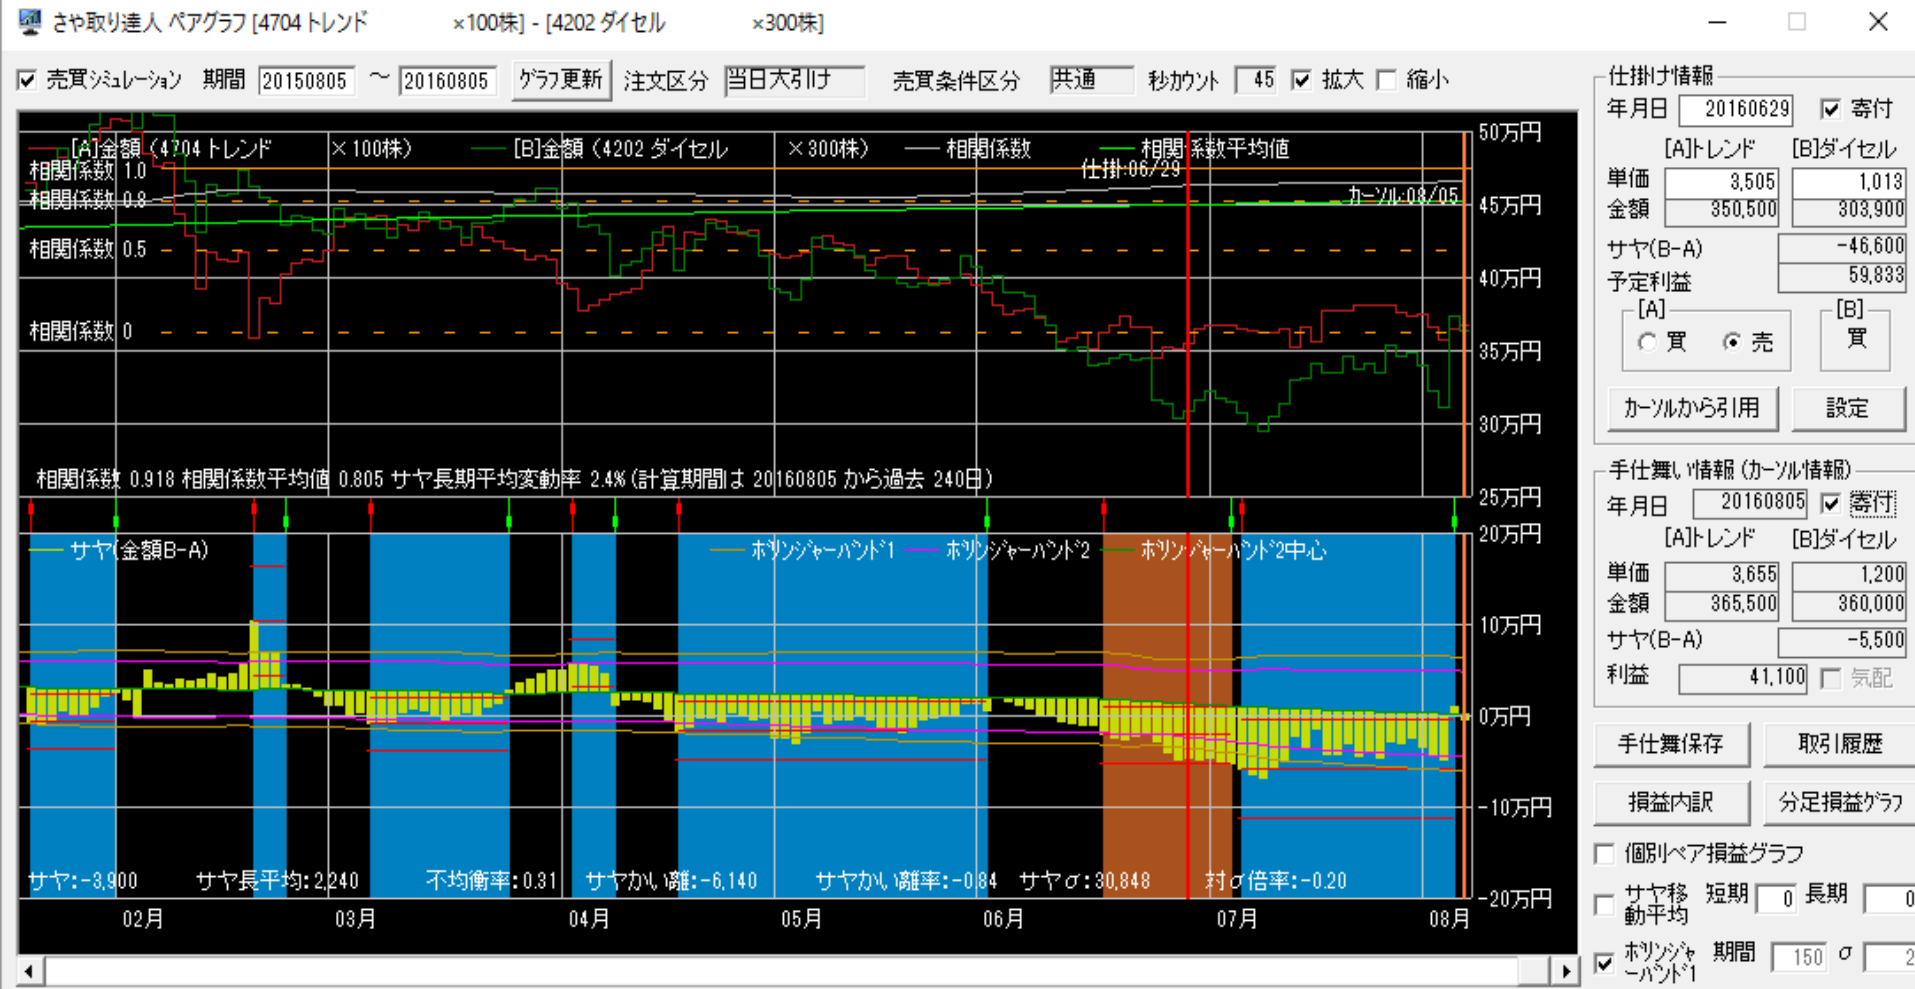 さや取り達人 ペアグラフ [4704 トレンド ×100株] - [4202 ダイセル ×300株]
売買シミュレーション 期間 20150805 ～ 20160805 グラフ更新 注文区分 当日大引け 売買条件区分 共通 秒カウント 45 拡大 縮小
[A]金額 (4704 トレンド ×100株) [B]金額 (4202 ダイセル ×300株) 相関係数 相関係数平均値
相関係数 1.0
仕掛:06/29
相関係数 0.8
カーソル:08/05
相関係数 0.5
相関係数 0
50万円
45万円
40万円
35万円
30万円
25万円
相関係数 0.918 相関係数平均値 0.805 サヤ長期平均変動率 2.4% (計算期間は 20160805 から過去 240日)
サヤ(金額B-A) ボリンジャーバンド1 ボリンジャーバンド2 ボリンジャーバンド2中心
20万円
10万円
0万円
-10万円
-20万円
サヤ:-3,900 サヤ長平均:2,240 不均衡率:0.31 サヤかい離:-6,140 サヤかい離率:-0.84 サヤσ:30,848 対σ倍率:-0.20
02月 03月 04月 05月 06月 07月 08月
仕掛け情報
年月日 20160629 寄付
[A]トレンド [B]ダイセル
単価 3,505 1,013
金額 350,500 303,900
サヤ(B-A) -46,600
予定利益 59,833
[A] [B]
買 売 買
カーソルから引用 設定
手仕舞い情報 (カーソル情報)
年月日 20160805 寄付
[A]トレンド [B]ダイセル
単価 3,655 1,200
金額 365,500 360,000
サヤ(B-A) -5,500
利益 41,100 気配
手仕舞保存 取引履歴
損益内訳 分足損益グラフ
個別ペア損益グラフ
サヤ移動平均 短期 0 長期 0
ボリンジャーバンド1 期間 150 σ 2